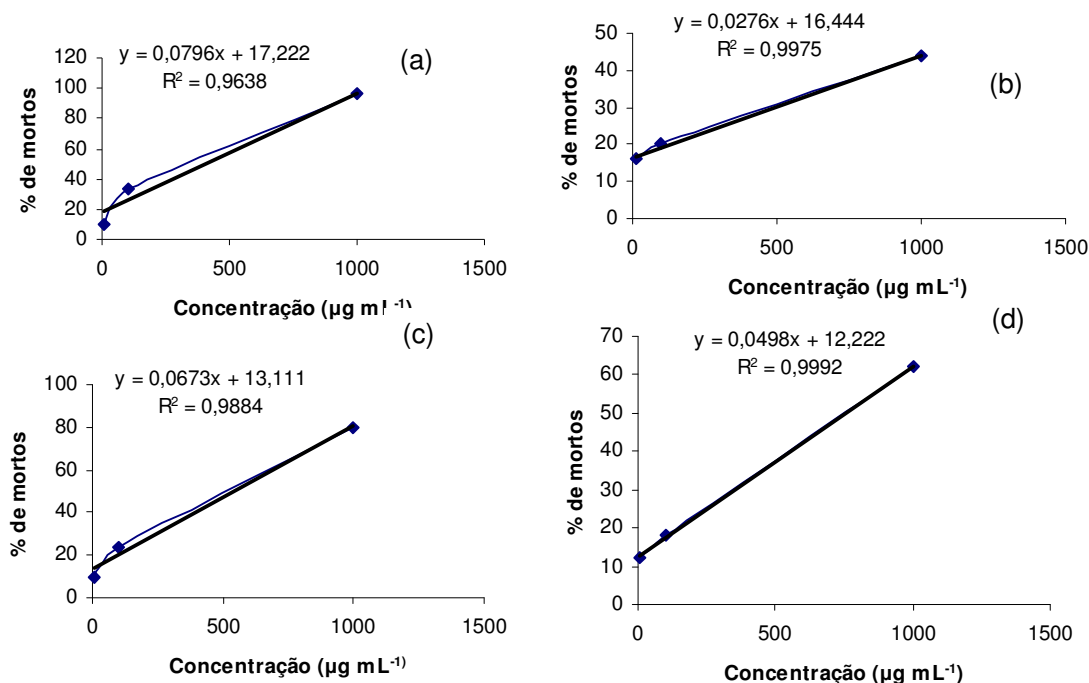 y = 0,0796x + 17,222
R² = 0,9638
(a)
120
100
80
60
40
20
0
% de mortos
0 500 1000 1500
Concentração (µg mL⁻¹)
y = 0,0276x + 16,444
R² = 0,9975
(b)
50
40
30
20
10
0
% de mortos
0 500 1000 1500
Concentração (µg mL⁻¹)
(c)
y = 0,0673x + 13,111
R² = 0,9884
100
80
60
40
20
0
% de mortos
0 500 1000 1500
Concentração (µg mL⁻¹)
(d)
y = 0,0498x + 12,222
R² = 0,9992
70
60
50
40
30
20
10
0
% de mortos
0 500 1000 1500
Concentração (µg mL⁻¹)